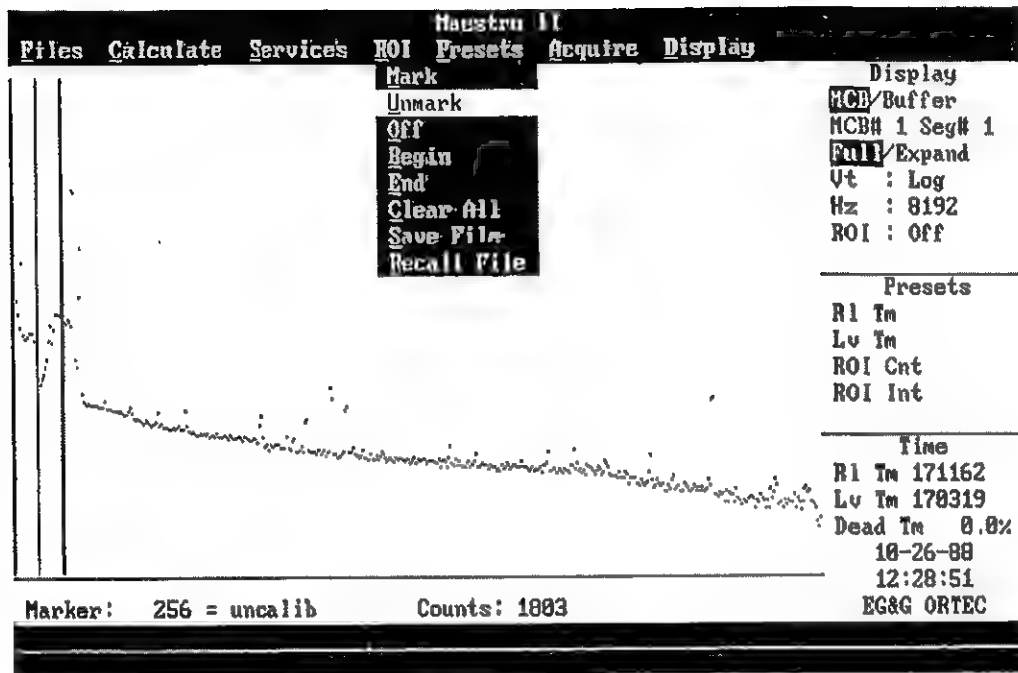 Maestro II
Files Calculate Services ROI Presets Acquire Display
Mark
Unmark
Off
Begin
End
Clear All
Save File
Recall File
Display
MCB/Buffer
MCB# 1 Seg# 1
Full/Expand
Vt : Log
Hz : 8192
ROI : Off
Presets
Rl Tm
Lv Tm
ROI Cnt
ROI Int
Time
Rl Tm 171162
Lv Tm 170319
Dead Tm 0.0%
10-26-88
12:28:51
EG&G ORTEC
Marker: 256 = uncalib Counts: 1803